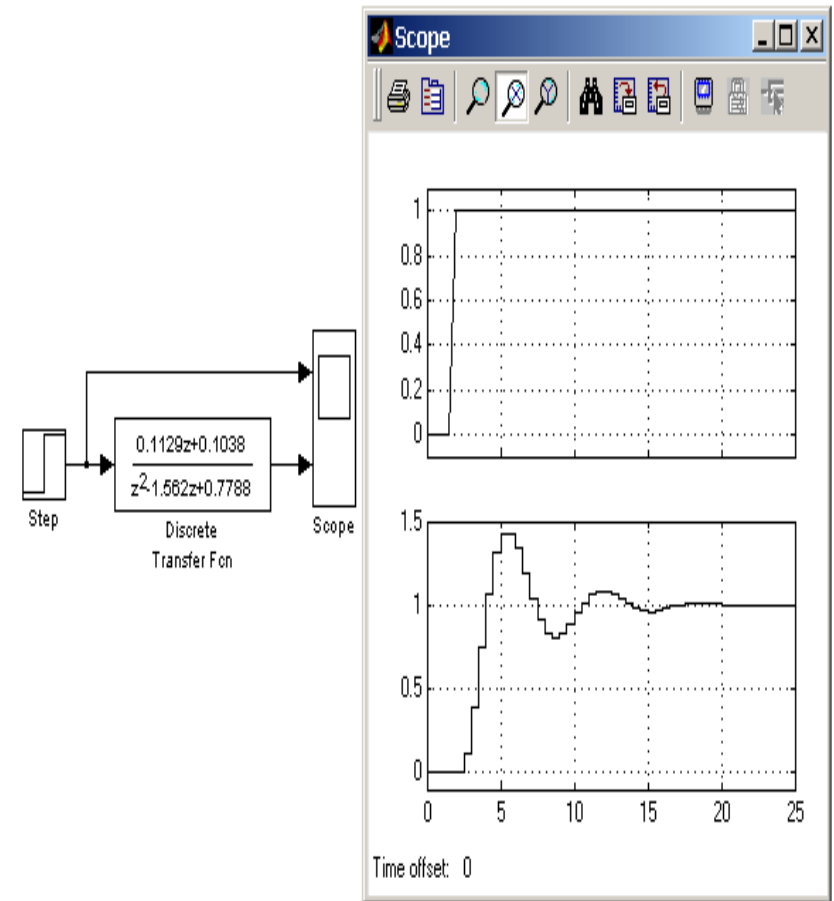 Scope
1
0.8
0.6
0.4
0.2
0
0.1129z+0.1038
z²-1.562z+0.7788
Step
Discrete
Transfer Fcn
Scope
1.5
1
0.5
0
0 5 10 15 20 25
Time offset: 0